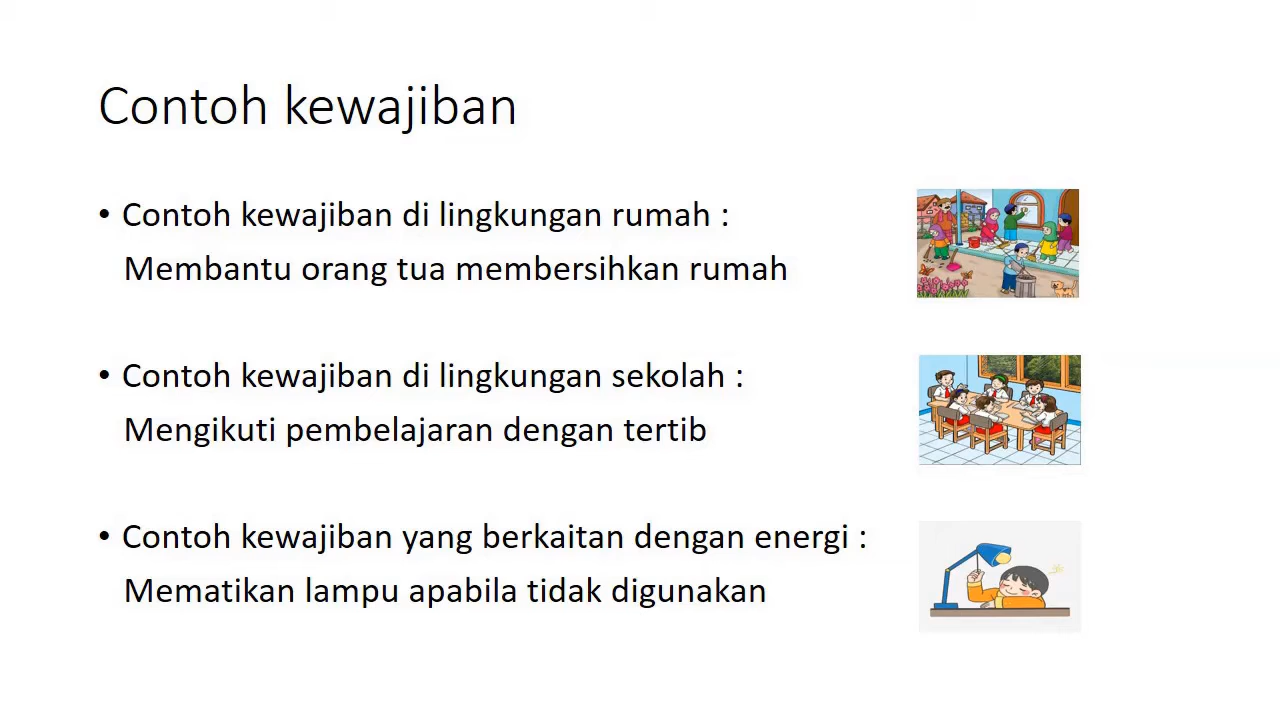 Contoh kewajiban
• Contoh kewajiban di lingkungan rumah :
Membantu orang tua membersihkan rumah
• Contoh kewajiban di lingkungan sekolah :
Mengikuti pembelajaran dengan tertib
• Contoh kewajiban yang berkaitan dengan energi :
Mematikan lampu apabila tidak digunakan